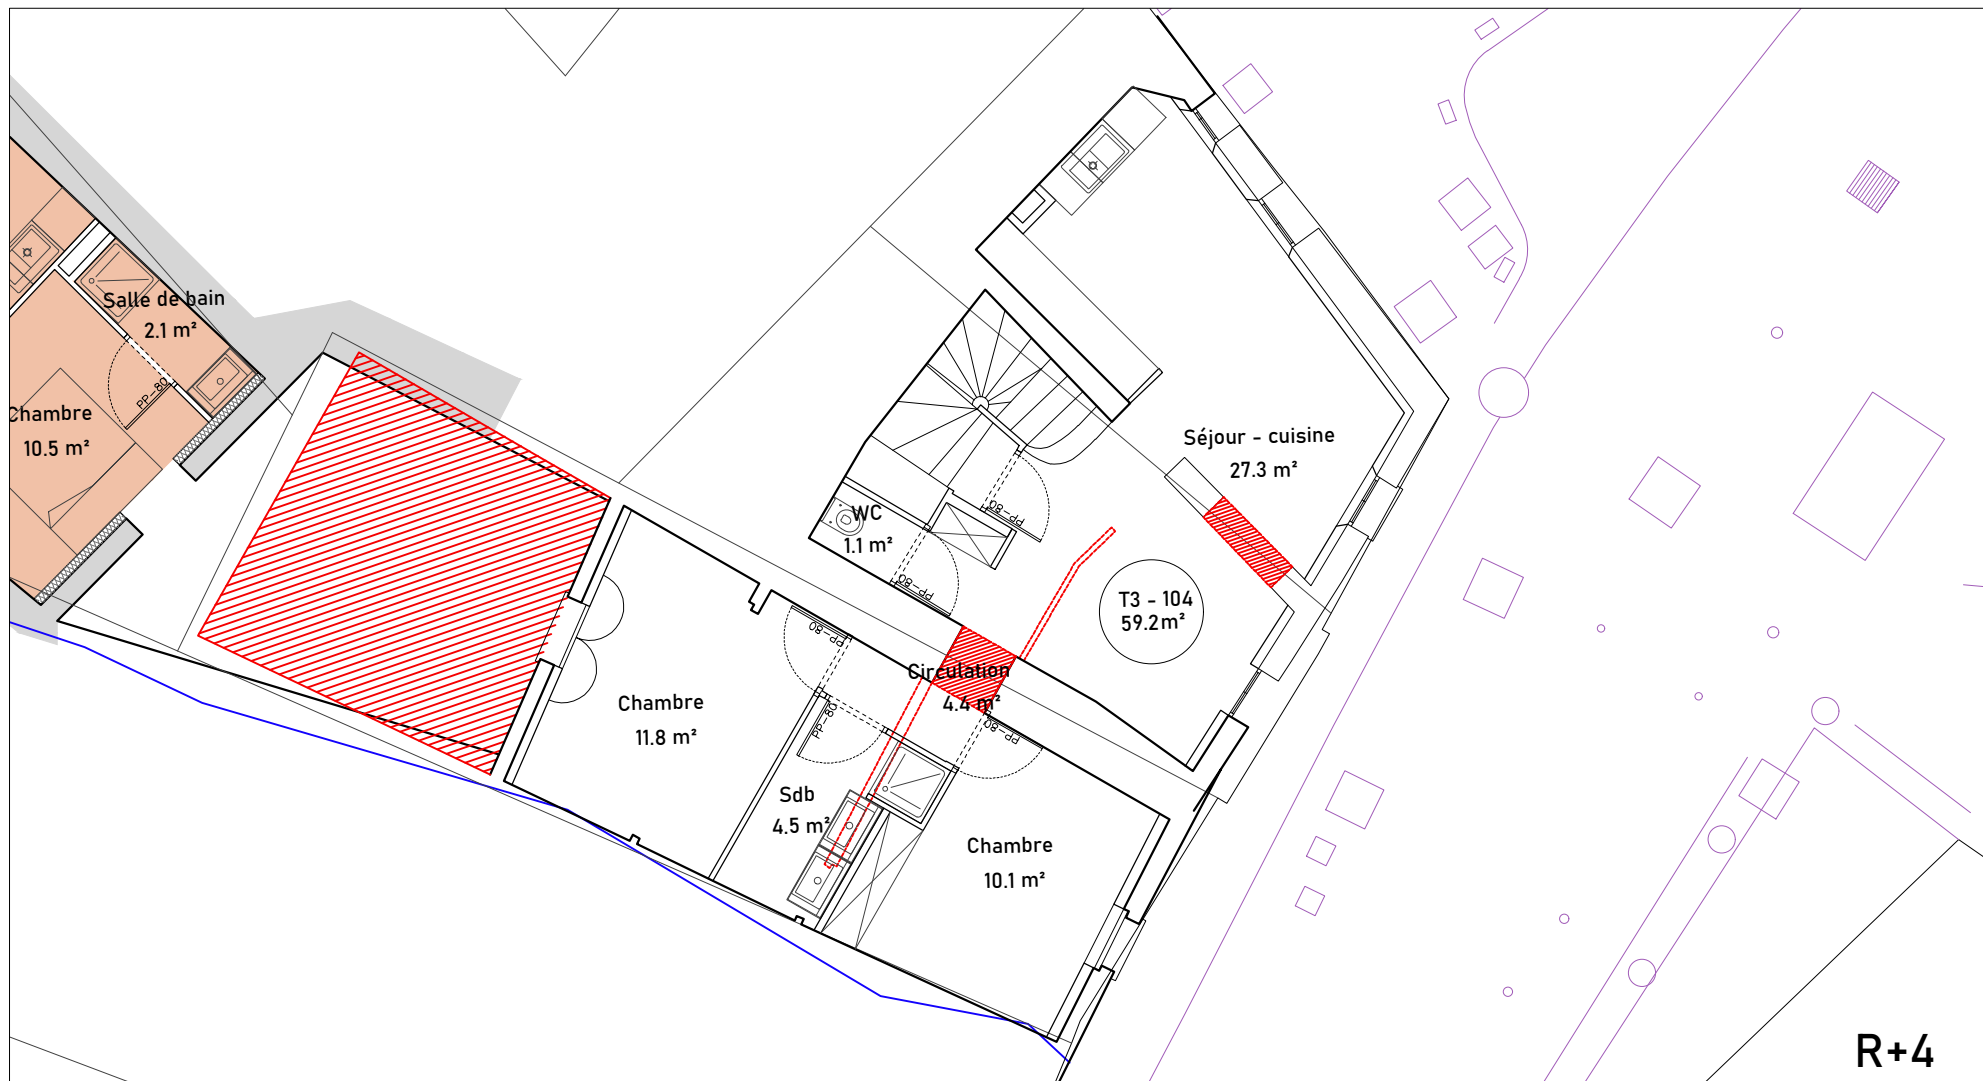 Salle de bain
2.1 m²
PP-80
Chambre
10.5 m²
Séjour - cuisine
27.3 m²
PP-80
WC
1.1 m²
PP-80
T3 - 104
59.2m²
PP-80
Circulation
4.4 m²
Chambre
11.8 m²
PP-80
PP-80
Sdb
4.5 m²
Chambre
10.1 m²
R+4